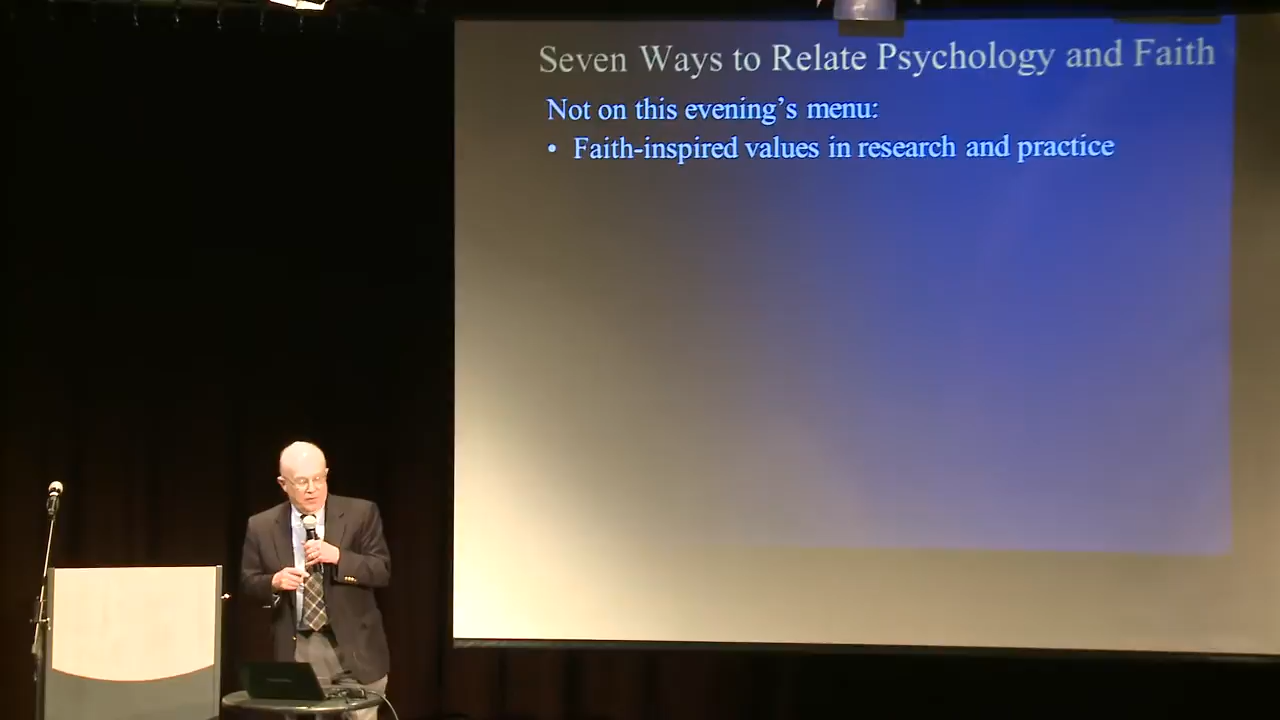 Seven Ways to Relate Psychology and Faith
Not on this evening's menu:
• Faith-inspired values in research and practice